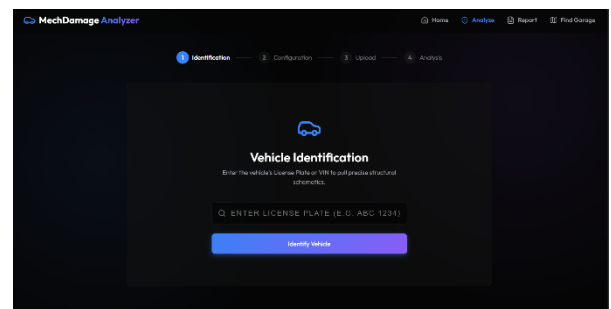 MechDamage Analyzer
Home Analyze Report Find Garage
1 Identification 2 Configuration 3 Upload 4 Analysis
Vehicle Identification
Enter the vehicle's License Plate or VIN to pull precise structural
schematics.
ENTER LICENSE PLATE (E.G. ABC 1234)
Identify Vehicle